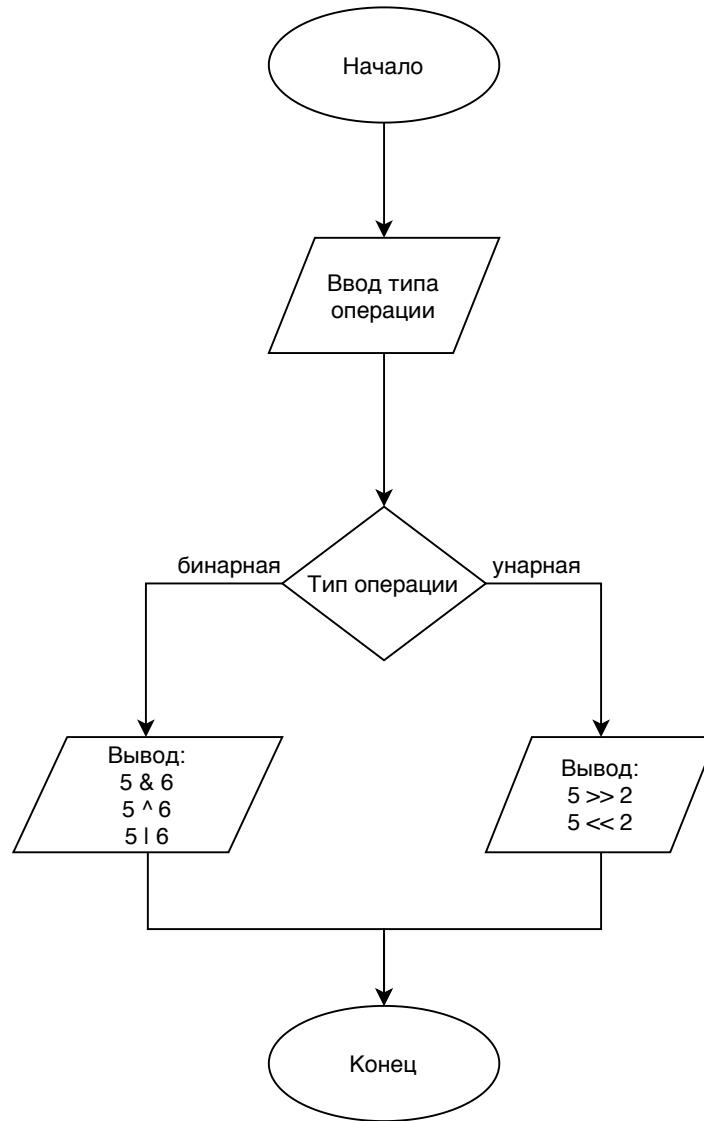 Начало
Ввод типа
операции
бинарная
Тип операции
унарная
Вывод:
5 & 6
5 ^ 6
5 | 6
Вывод:
5 >> 2
5 << 2
Конец